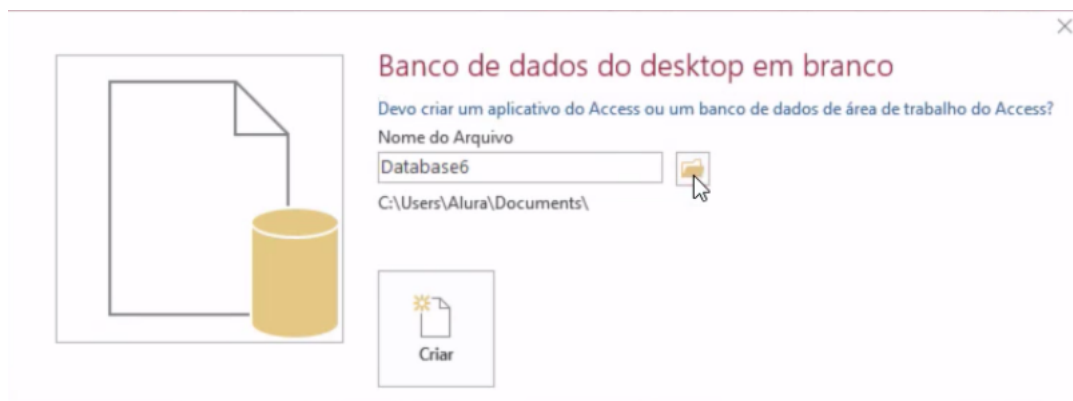 Banco de dados do desktop em branco
Devo criar um aplicativo do Access ou um banco de dados de área de trabalho do Access?
Nome do Arquivo
Database6
C:\Users\Alura\Documents\
Criar